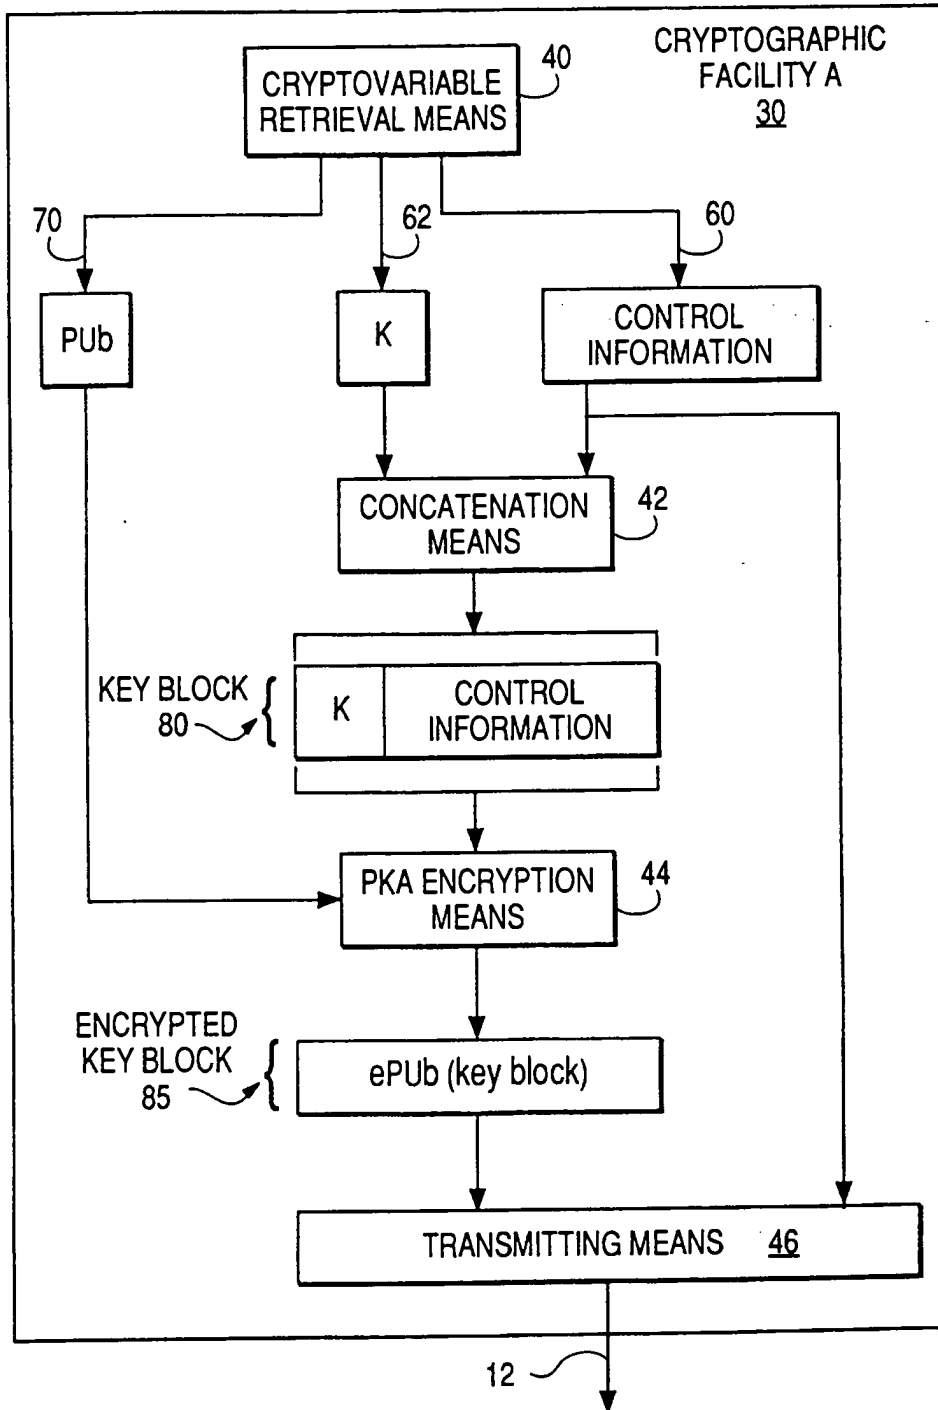 CRYPTOGRAPHIC
FACILITY A
30
CRYPTOVARIABLE
RETRIEVAL MEANS
40
70
62
60
PUb
K
CONTROL
INFORMATION
CONCATENATION
MEANS
42
KEY BLOCK
80
K
CONTROL
INFORMATION
PKA ENCRYPTION
MEANS
44
ENCRYPTED
KEY BLOCK
85
ePUb (key block)
TRANSMITTING MEANS 46
12